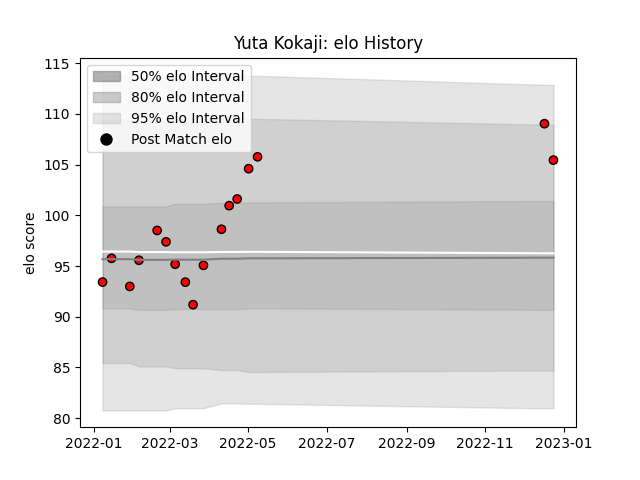 Yuta Kokaji: elo History
50% elo Interval
80% elo Interval
95% elo Interval
Post Match elo
elo score
115
110
105
100
95
90
85
80
2022-01
2022-03
2022-05
2022-07
2022-09
2022-11
2023-01